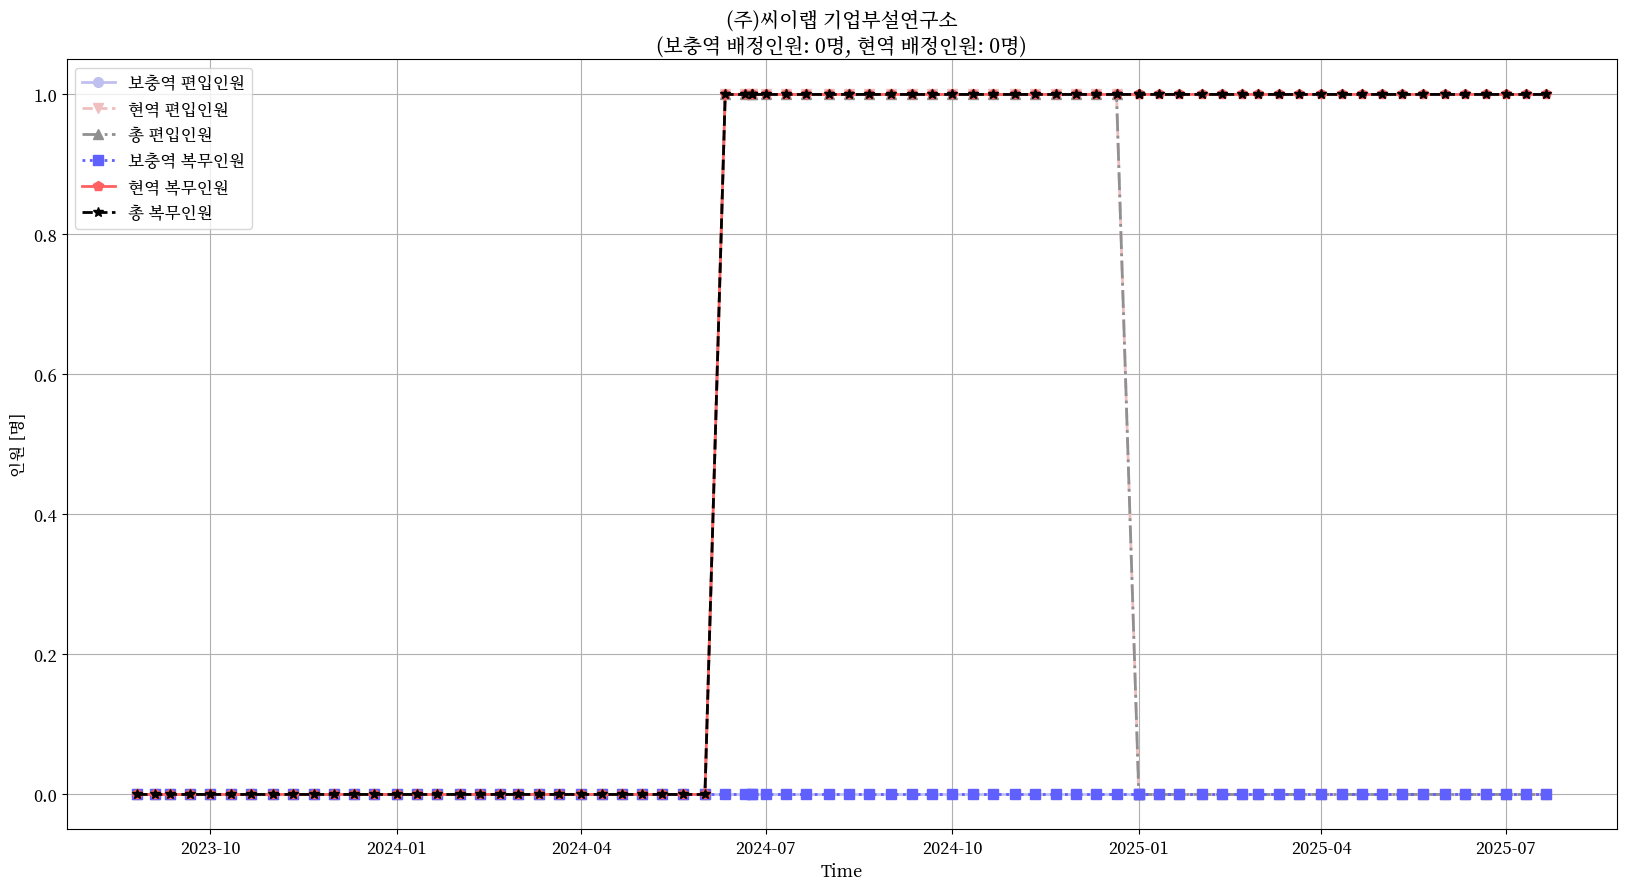 (주)씨이랩 기업부설연구소
(보충역 배정인원: 0명, 현역 배정인원: 0명)
보충역 편입인원
현역 편입인원
총 편입인원
보충역 복무인원
현역 복무인원
총 복무인원
1.0
0.8
0.6
0.4
0.2
0.0
인원 [명]
2023-10
2024-01
2024-04
2024-07
2024-10
2025-01
2025-04
2025-07
Time